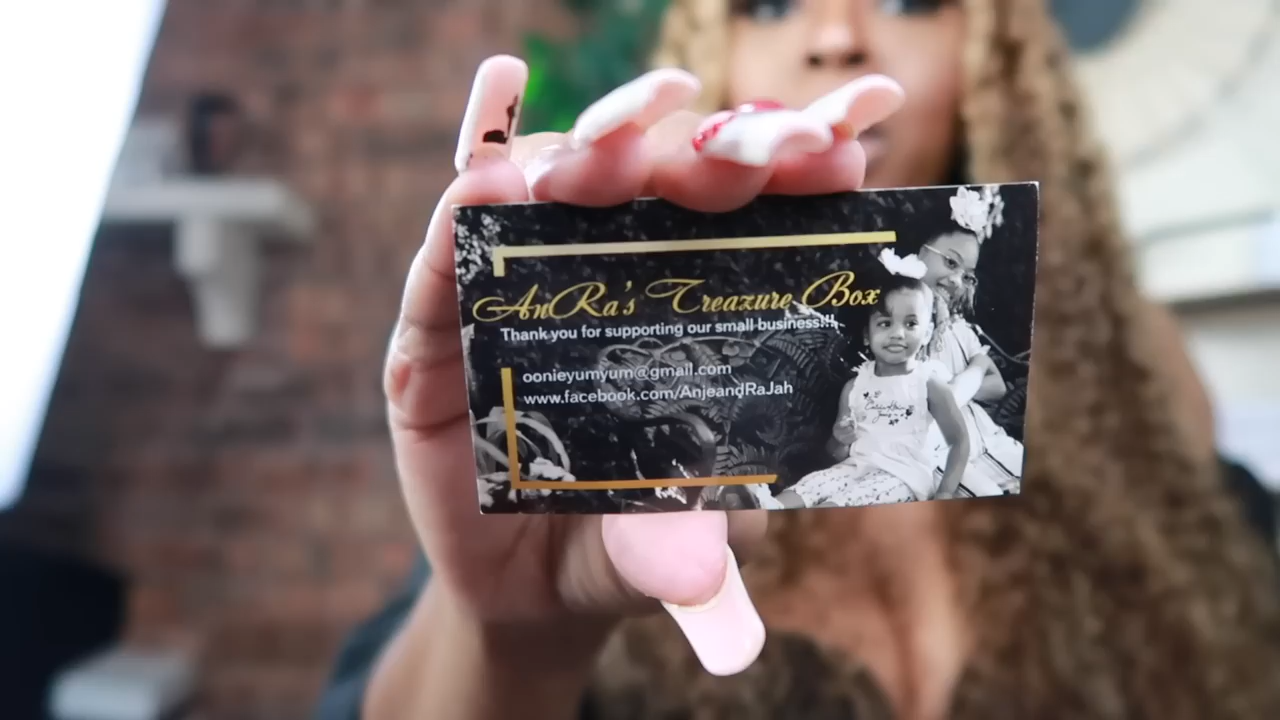 AnRa's Treazure Box
Thank you for supporting our small business!!!
oonieyumyum@gmail.com
www.facebook.com/AnjeandRaJah